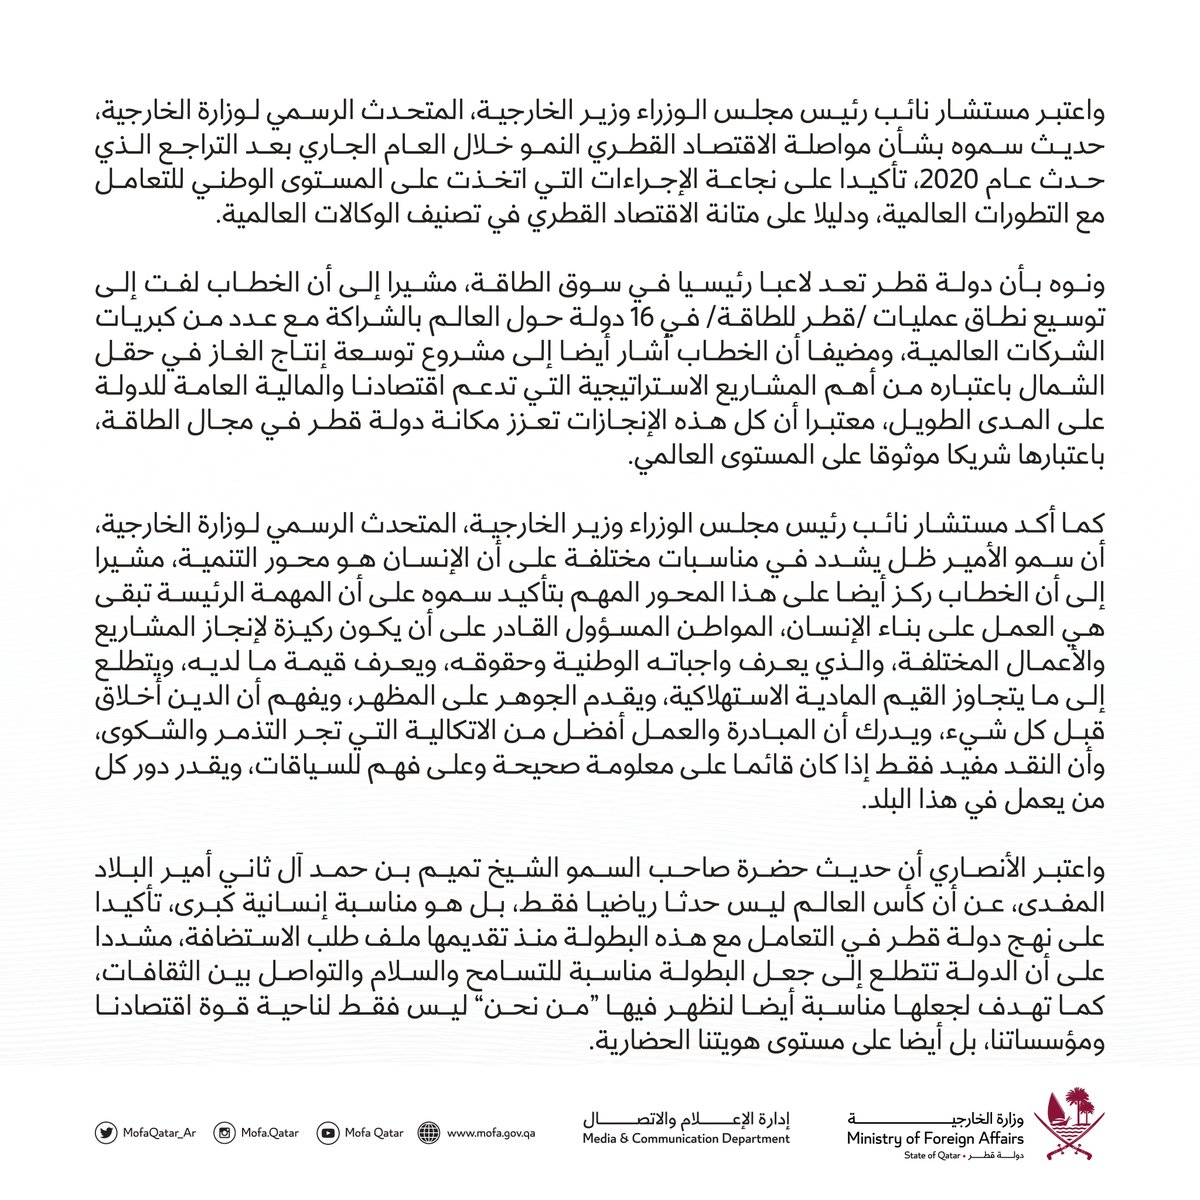 واعتبر مستشار نائب رئيس مجلس الوزراء وزير الخارجية، المتحدث الرسمي لوزارة الخارجية،
حديث سموه بشأن مواصلة الاقتصاد القطري النمو خلال العام الجاري بعد التراجع الذي
حدث عام 2020، تأكيدا على نجاعة الإجراءات التي اتخذت على المستوى الوطني للتعامل
مع التطورات العالمية، ودليلا على متانة الاقتصاد القطري في تصنيف الوكالات العالمية.
ونوه بأن دولة قطر تعد لاعبا رئيسيا في سوق الطاقة، مشيرا إلى أن الخطاب لفت إلى
توسيع نطاق عمليات /قطر للطاقة/ في 16 دولة حول العالم بالشراكة مع عدد من كبريات
الشركات العالمية، ومضيفا أن الخطاب أشار أيضا إلى مشروع توسعة إنتاج الغاز في حقل
الشمال باعتباره من أهم المشاريع الاستراتيجية التي تدعم اقتصادنا والمالية العامة للدولة
على المدى الطويل، معتبرا أن كل هذه الإنجازات تعزز مكانة دولة قطر في مجال الطاقة،
باعتبارها شريكا موثوقا على المستوى العالمي.
كما أكد مستشار نائب رئيس مجلس الوزراء وزير الخارجية، المتحدث الرسمي لوزارة الخارجية،
أن سمو الأمير ظل يشدد في مناسبات مختلفة على أن الإنسان هو محور التنمية، مشيرا
إلى أن الخطاب ركز أيضا على هذا المحور المهم بتأكيد سموه على أن المهمة الرئيسة تبقى
هي العمل على بناء الإنسان، المواطن المسؤول القادر على أن يكون ركيزة لإنجاز المشاريع
والأعمال المختلفة، والذي يعرف واجباته الوطنية وحقوقه، ويعرف قيمة ما لديه، ويتطلع
إلى ما يتجاوز القيم المادية الاستهلاكية، ويقدم الجوهر على المظهر، ويفهم أن الدين أخلاق
قبل كل شيء، ويدرك أن المبادرة والعمل أفضل من الاتكالية التي تجر التذمر والشكوى،
وأن النقد مفيد فقط إذا كان قائما على معلومة صحيحة وعلى فهم للسياقات، ويقدر دور كل
من يعمل في هذا البلد.
واعتبر الأنصاري أن حديث حضرة صاحب السمو الشيخ تميم بن حمد آل ثاني أمير البلاد
المفدى، عن أن كأس العالم ليس حدثا رياضيا فقط، بل هو مناسبة إنسانية كبرى، تأكيدا
على نهج دولة قطر في التعامل مع هذه البطولة منذ تقديمها ملف طلب الاستضافة، مشددا
على أن الدولة تتطلع إلى جعل البطولة مناسبة للتسامح والسلام والتواصل بين الثقافات،
كما تهدف لجعلها مناسبة أيضا لنظهر فيها ”من نحن“ ليس فقط لناحية قوة اقتصادنا
ومؤسساتنا، بل أيضا على مستوى هويتنا الحضارية.
وزارة الخارجية
Ministry of Foreign Affairs
State of Qatar • دولة قطر
إدارة الإعلام والاتصال
Media & Communication Department
MofaQatar_Ar
Mofa.Qatar
Mofa Qatar
www.mofa.gov.qa